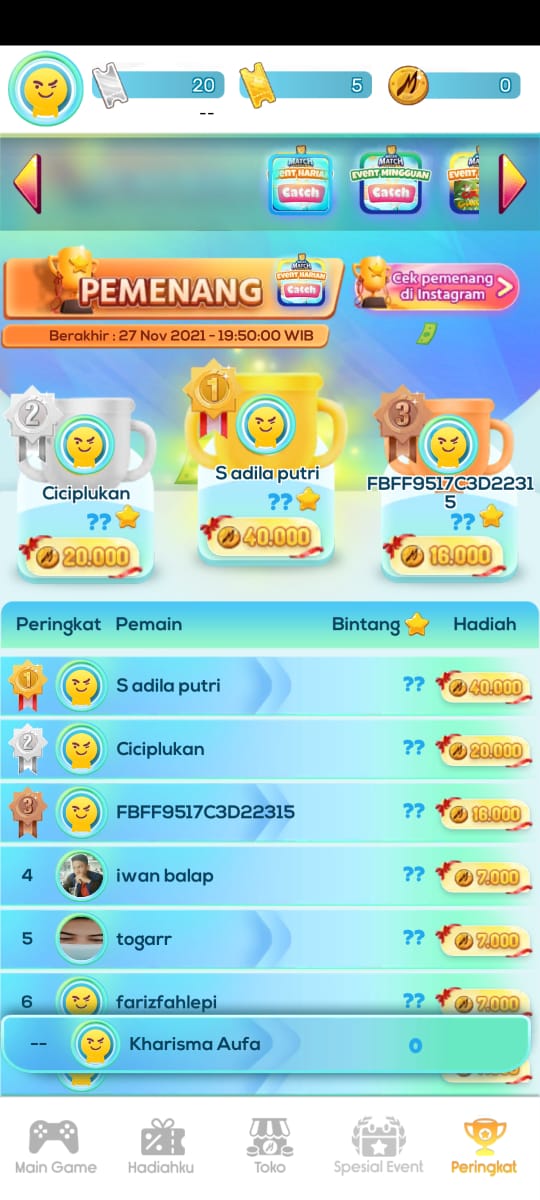 20
5
0
--
MATCH
EVENT HARIAN
Catch
MATCH
EVENT MINGGUAN
Catch
EVENT
PEMENANG
MATCH
EVENT HARIAN
Catch
Cek pemenang
di Instagram
Berakhir : 27 Nov 2021 - 19:50:00 WIB
2
1
3
Ciciplukan
S adila putri
FBFF9517C3D2231
5
??
??
??
20.000
40.000
16.000
Peringkat Pemain Bintang Hadiah
1 S adila putri ?? 40.000
2 Ciciplukan ?? 20.000
3 FBFF9517C3D22315 ?? 16.000
4 iwan balap ?? 7.000
5 togarr ?? 7.000
6 farizfahlepi ?? 7.000
-- Kharisma Aufa 0
Main Game Hadiahku Toko Spesial Event Peringkat